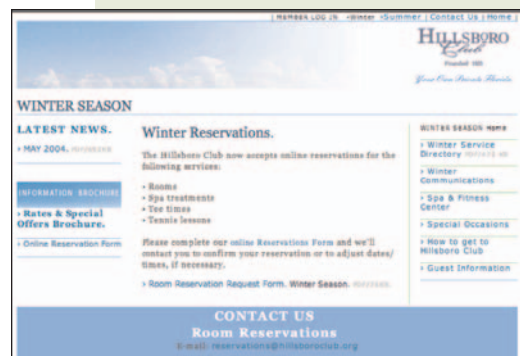 | MEMBER LOG IN •Winter •Summer | Contact Us | Home |
HILLSBORO
Club
Founded 1925
Your Own Private Florida
WINTER SEASON
LATEST NEWS.
› MAY 2004.
INFORMATION BROCHURE
› Rates & Special
Offers Brochure.
› Online Reservation Form
Winter Reservations.
The Hillsboro Club now accepts online reservations for the
following services:
• Rooms
• Spa treatments
• Tee times
• Tennis lessons
Please complete our online Reservations Form and we'll
contact you to confirm your reservation or to adjust dates/
times, if necessary.
› Room Reservation Request Form. Winter Season.
WINTER SEASON Home
› Winter Service
Directory
› Winter
Communications
› Spa & Fitness
Center
› Special Occasions
› How to get to
Hillsboro Club
› Guest Information
CONTACT US
Room Reservations
E-mail: reservations@hillsboroclub.org